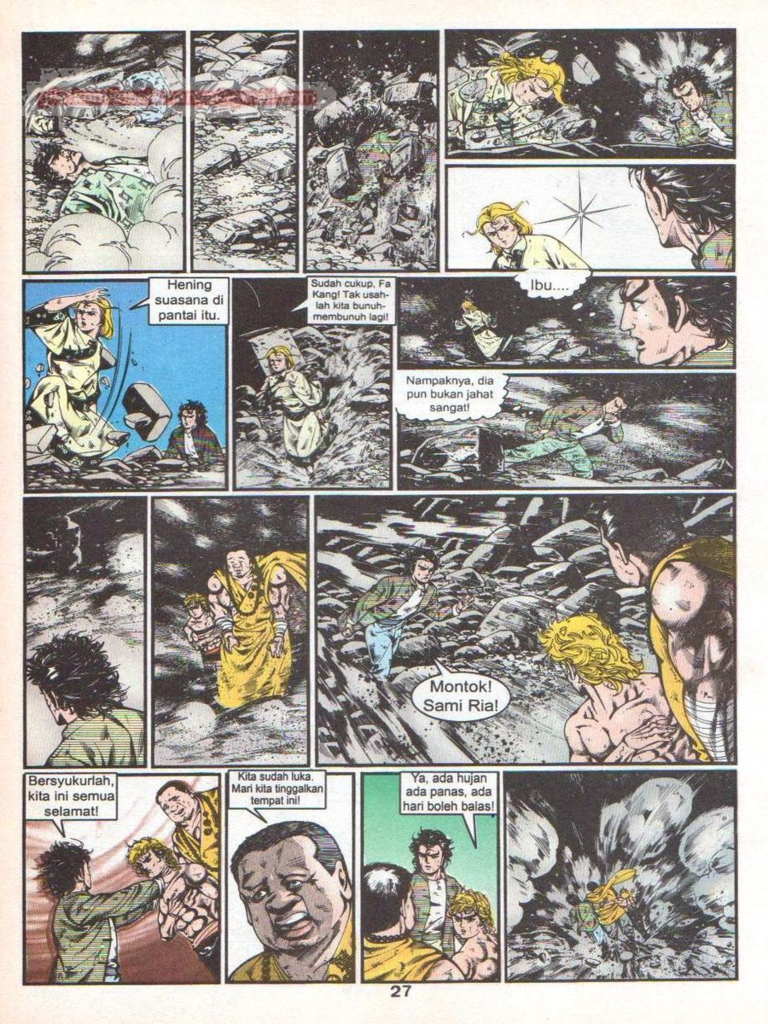 Ibu....
Hening
suasana di
pantai itu.
Sudah cukup, Fa
Kang! Tak usah-
lah kita bunuh-
membunuh lagi!
Nampaknya, dia
pun bukan jahat
sangat!
Montok!
Sami Ria!
Bersyukurlah,
kita ini semua
selamat!
Kita sudah luka.
Mari kita tinggalkan
tempat ini!
Ya, ada hujan
ada panas, ada
hari boleh balas!
27